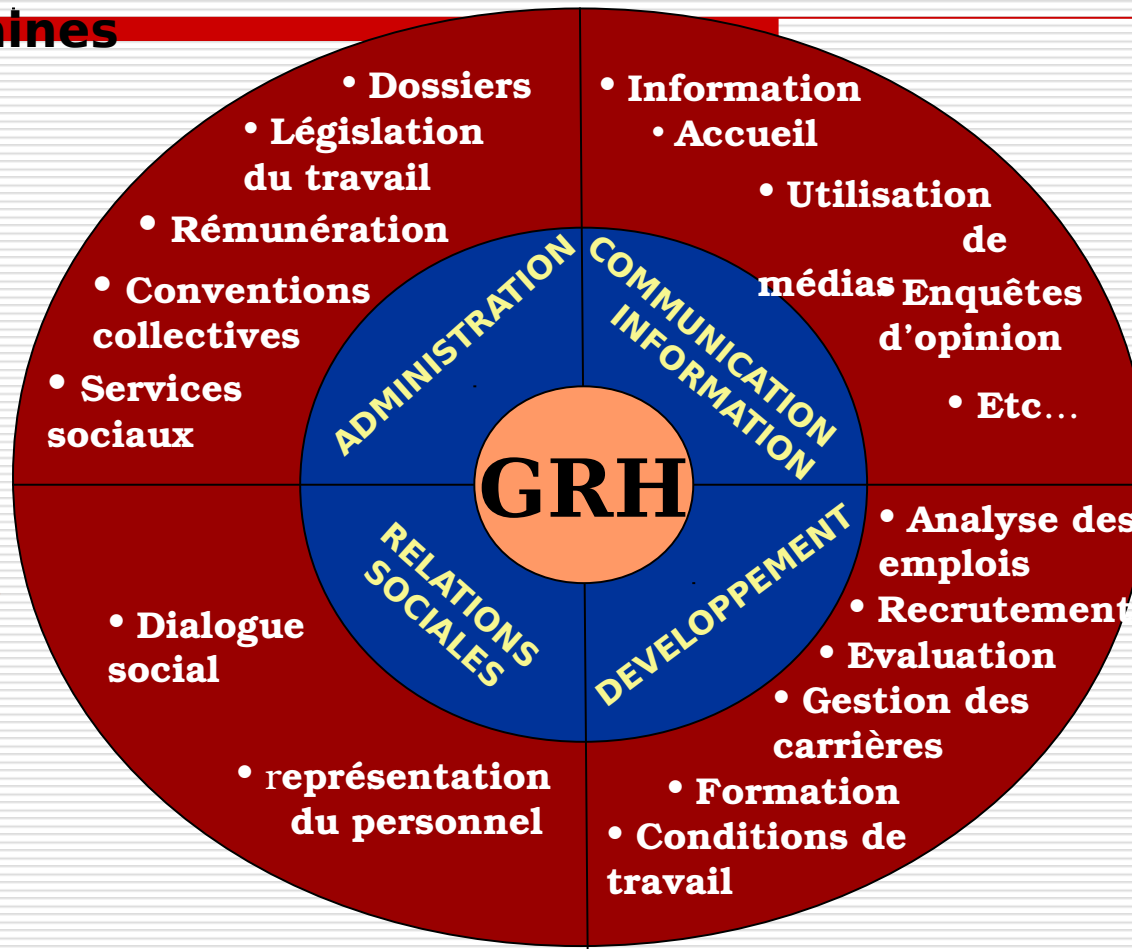 • Dossiers
• Législation
du travail
• Rémunération
• Conventions
collectives
• Services
sociaux
• Information
• Accueil
• Utilisation
de
médias
• Enquêtes
d’opinion
• Etc...
ADMINISTRATION
COMMUNICATION
INFORMATION
GRH
RELATIONS
SOCIALES
DEVELOPPEMENT
• Dialogue
social
• représentation
du personnel
• Analyse des
emplois
• Recrutement
• Evaluation
• Gestion des
carrières
• Formation
• Conditions de
travail